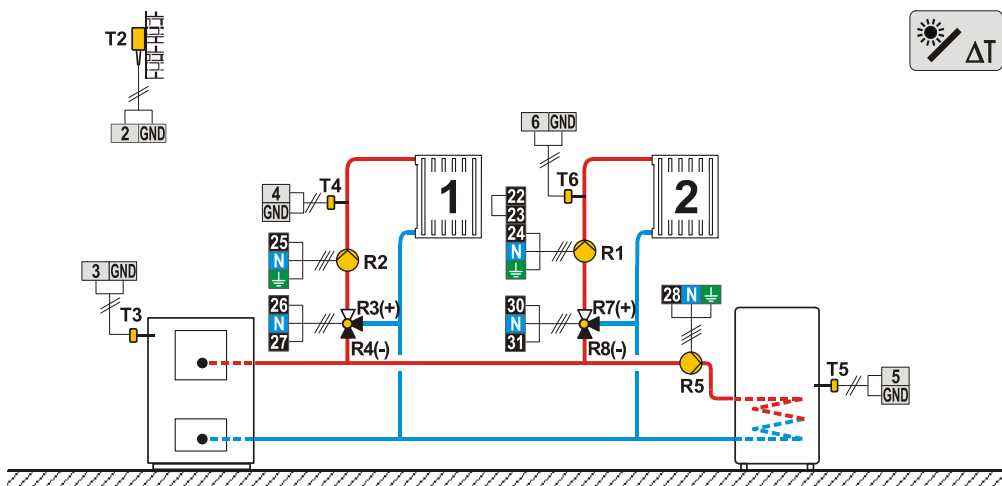 T2
ΔT
2 GND
6 GND
T4
T6
4
GND
1
2
22
23
24
N
25
N
R2
R1
3 GND
28 N
26
N
27
R3(+)
R4(-)
30
N
31
R7(+)
R8(-)
T3
R5
T5
5
GND